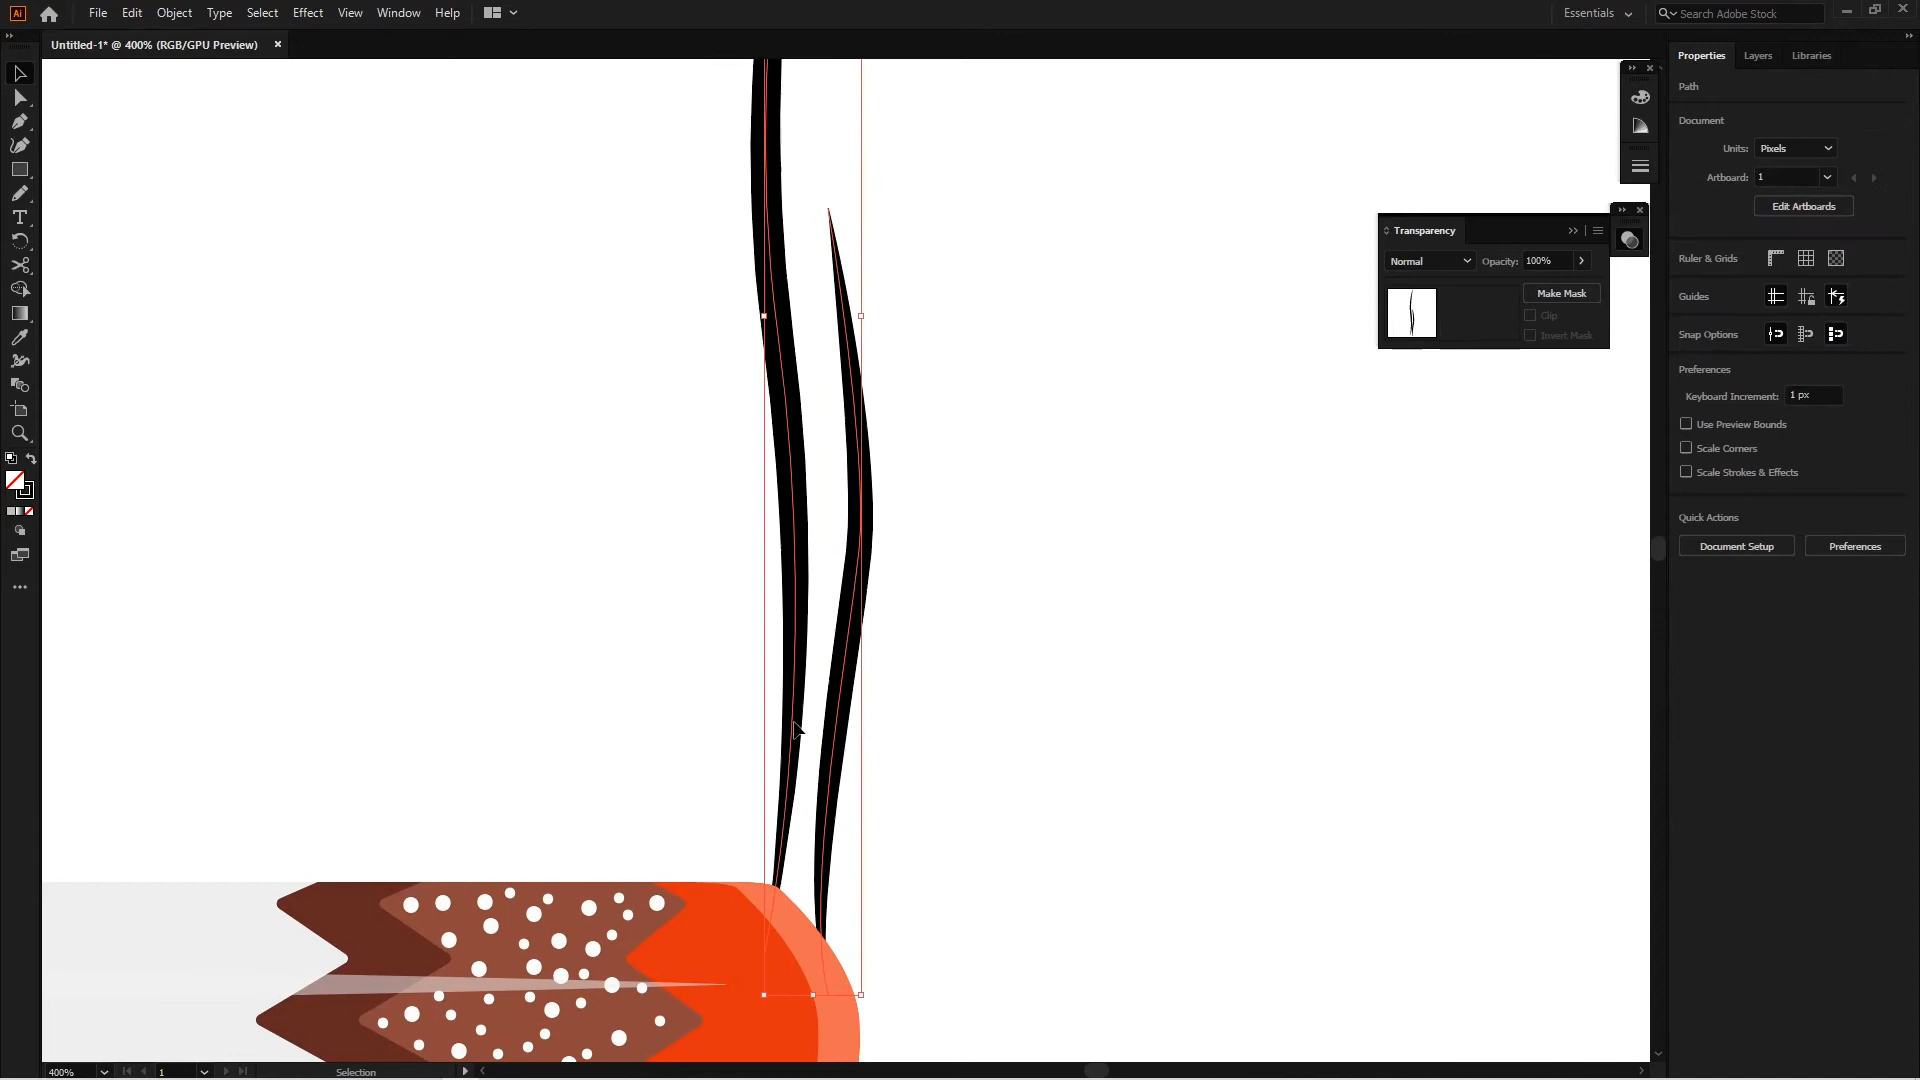 Ai File Edit Object Type Select Effect View Window Help Essentials Search Adobe Stock
Untitled-1* @ 400% (RGB/GPU Preview)
Properties Layers Libraries
Path
Document
Units: Pixels
Artboard: 1
Edit Artboards
Ruler & Grids
Guides
Snap Options
Preferences
Keyboard Increment: 1 px
Use Preview Bounds
Scale Corners
Scale Strokes & Effects
Quick Actions
Document Setup Preferences
Transparency
Normal Opacity: 100%
Make Mask
Clip
Invert Mask
400% 1 Selection